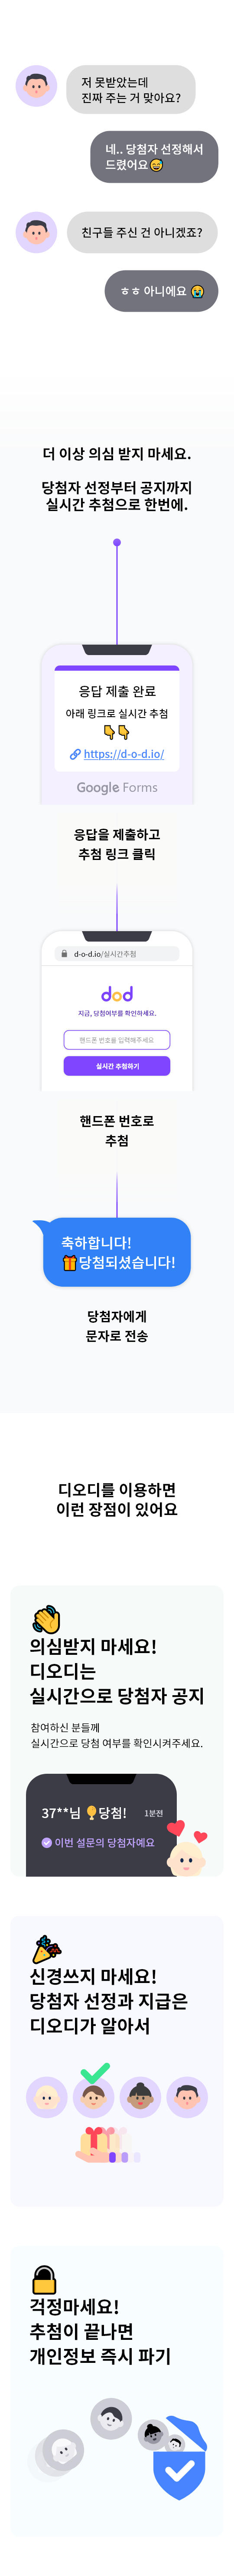 저 못받았는데
진짜 주는 거 맞아요?
네.. 당첨자 선정해서
드렸어요😅
친구들 주신 건 아니겠죠?
ㅎㅎ 아니에요 😭
더 이상 의심 받지 마세요.
당첨자 선정부터 공지까지
실시간 추첨으로 한번에.
응답 제출 완료
아래 링크로 실시간 추첨
👇👇
🔗 https://d-o-d.io/
Google Forms
응답을 제출하고
추첨 링크 클릭
d-o-d.io/실시간추첨
dod
지금, 당첨여부를 확인하세요.
핸드폰 번호를 입력해주세요
실시간 추첨하기
핸드폰 번호로
추첨
축하합니다!
🎁당첨되셨습니다!
당첨자에게
문자로 전송
디오디를 이용하면
이런 장점이 있어요
의심받지 마세요!
디오디는
실시간으로 당첨자 공지
참여하신 분들께
실시간으로 당첨 여부를 확인시켜주세요.
37**님 🎈당첨! 1분전
이번 설문의 당첨자예요
신경쓰지 마세요!
당첨자 선정과 지급은
디오디가 알아서
걱정마세요!
추첨이 끝나면
개인정보 즉시 파기